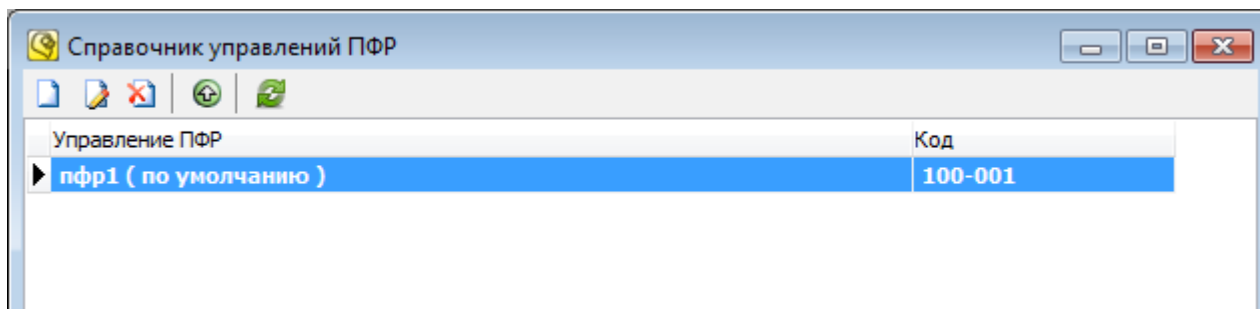 Справочник управлений ПФР
Управление ПФР Код
пфр1 ( по умолчанию ) 100-001